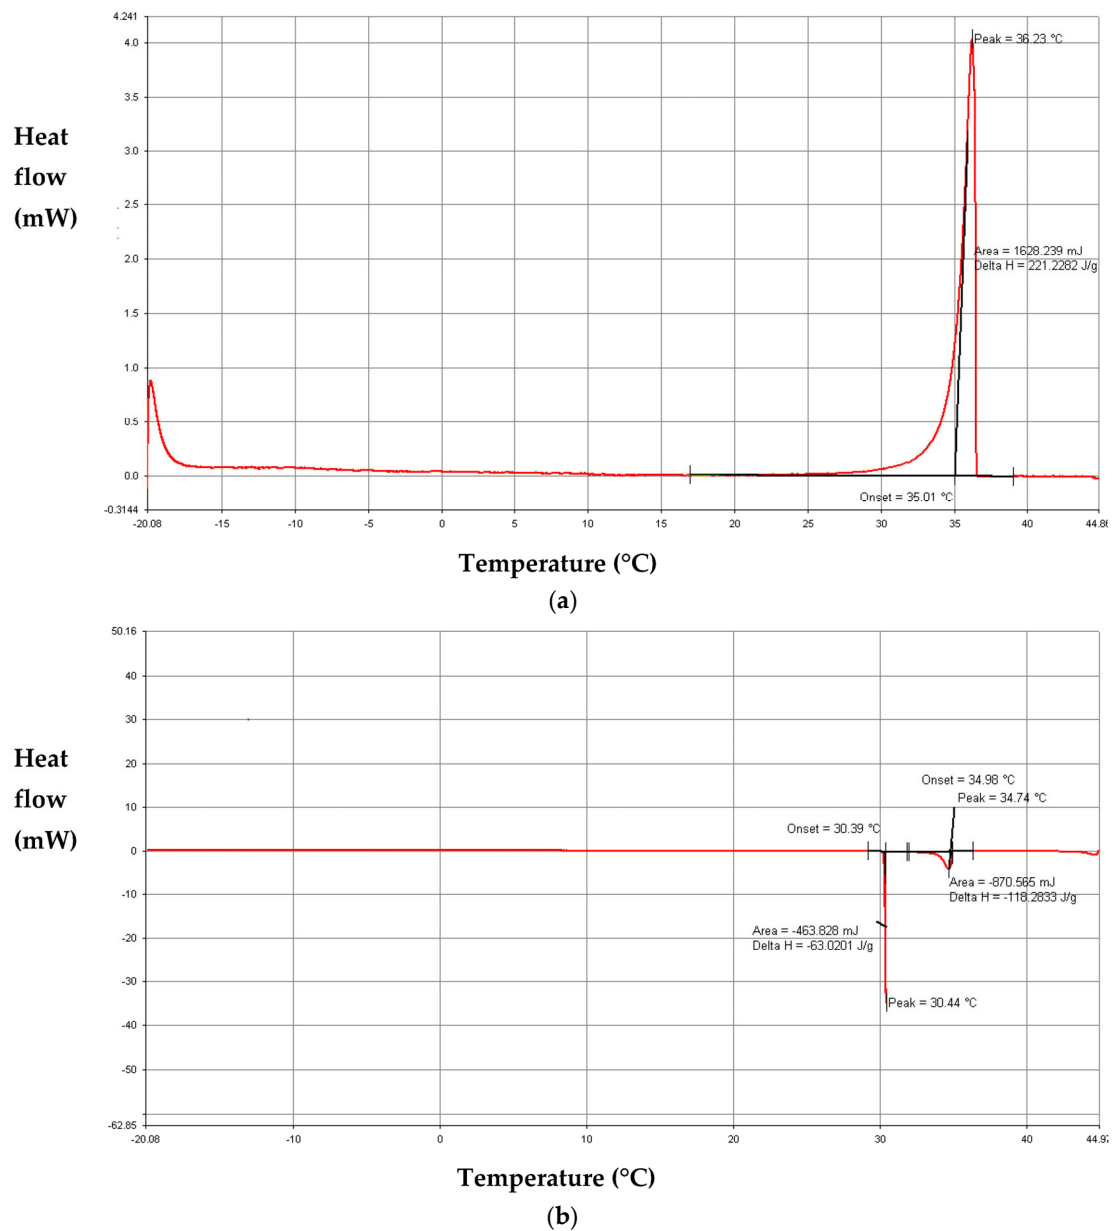 4.241
4.0
Peak = 36.23 °C
3.5
Heat
flow
(mW)
3.0
2.5
Area = 1628.239 mJ
Delta H = 221.2282 J/g
2.0
1.5
1.0
0.5
0.0
Onset = 35.01 °C
-0.3144
-20.08 -15 -10 -5 0 5 10 15 20 25 30 35 40 44.86
Temperature (°C)
(a)
50.16
40
30
Heat
flow
(mW)
20
Onset = 34.98 °C
Peak = 34.74 °C
10
Onset = 30.39 °C
0
Area = -870.565 mJ
Delta H = -118.2833 J/g
-10
Area = -463.828 mJ
Delta H = -63.0201 J/g
-20
-30
Peak = 30.44 °C
-40
-50
-62.85
-20.08 -10 0 10 20 30 40 44.92
Temperature (°C)
(b)